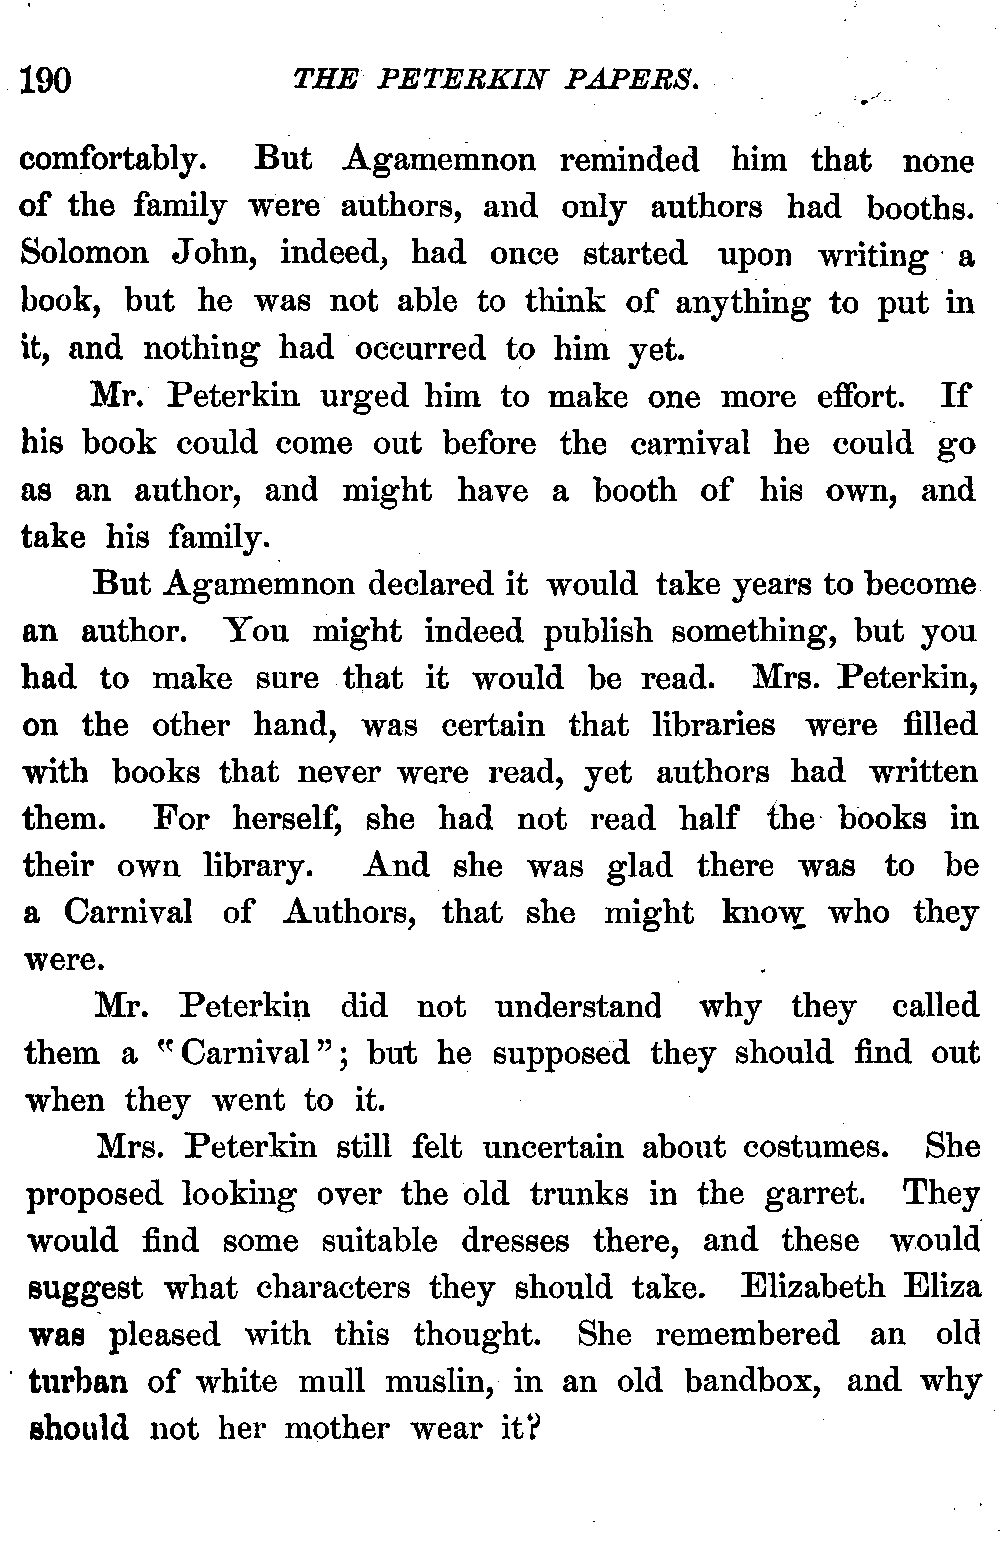 190 THE PETERKIN PAPERS.
comfortably. But Agamemnon reminded him that none
of the family were authors, and only authors had booths.
Solomon John, indeed, had once started upon writing a
book, but he was not able to think of anything to put in
it, and nothing had occurred to him yet.
Mr. Peterkin urged him to make one more effort. If
his book could come out before the carnival he could go
as an author, and might have a booth of his own, and
take his family.
But Agamemnon declared it would take years to become
an author. You might indeed publish something, but you
had to make sure that it would be read. Mrs. Peterkin,
on the other hand, was certain that libraries were filled
with books that never were read, yet authors had written
them. For herself, she had not read half the books in
their own library. And she was glad there was to be
a Carnival of Authors, that she might know who they
were.
Mr. Peterkin did not understand why they called
them a "Carnival"; but he supposed they should find out
when they went to it.
Mrs. Peterkin still felt uncertain about costumes. She
proposed looking over the old trunks in the garret. They
would find some suitable dresses there, and these would
suggest what characters they should take. Elizabeth Eliza
was pleased with this thought. She remembered an old
turban of white mull muslin, in an old bandbox, and why
should not her mother wear it?